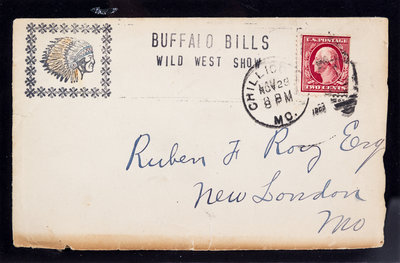 BUFFALO BILLS
WILD WEST SHOW
U.S. POSTAGE
TWO CENTS
NOV 29
8 PM
MO.
Ruben F Roy Esq
New London
Mo